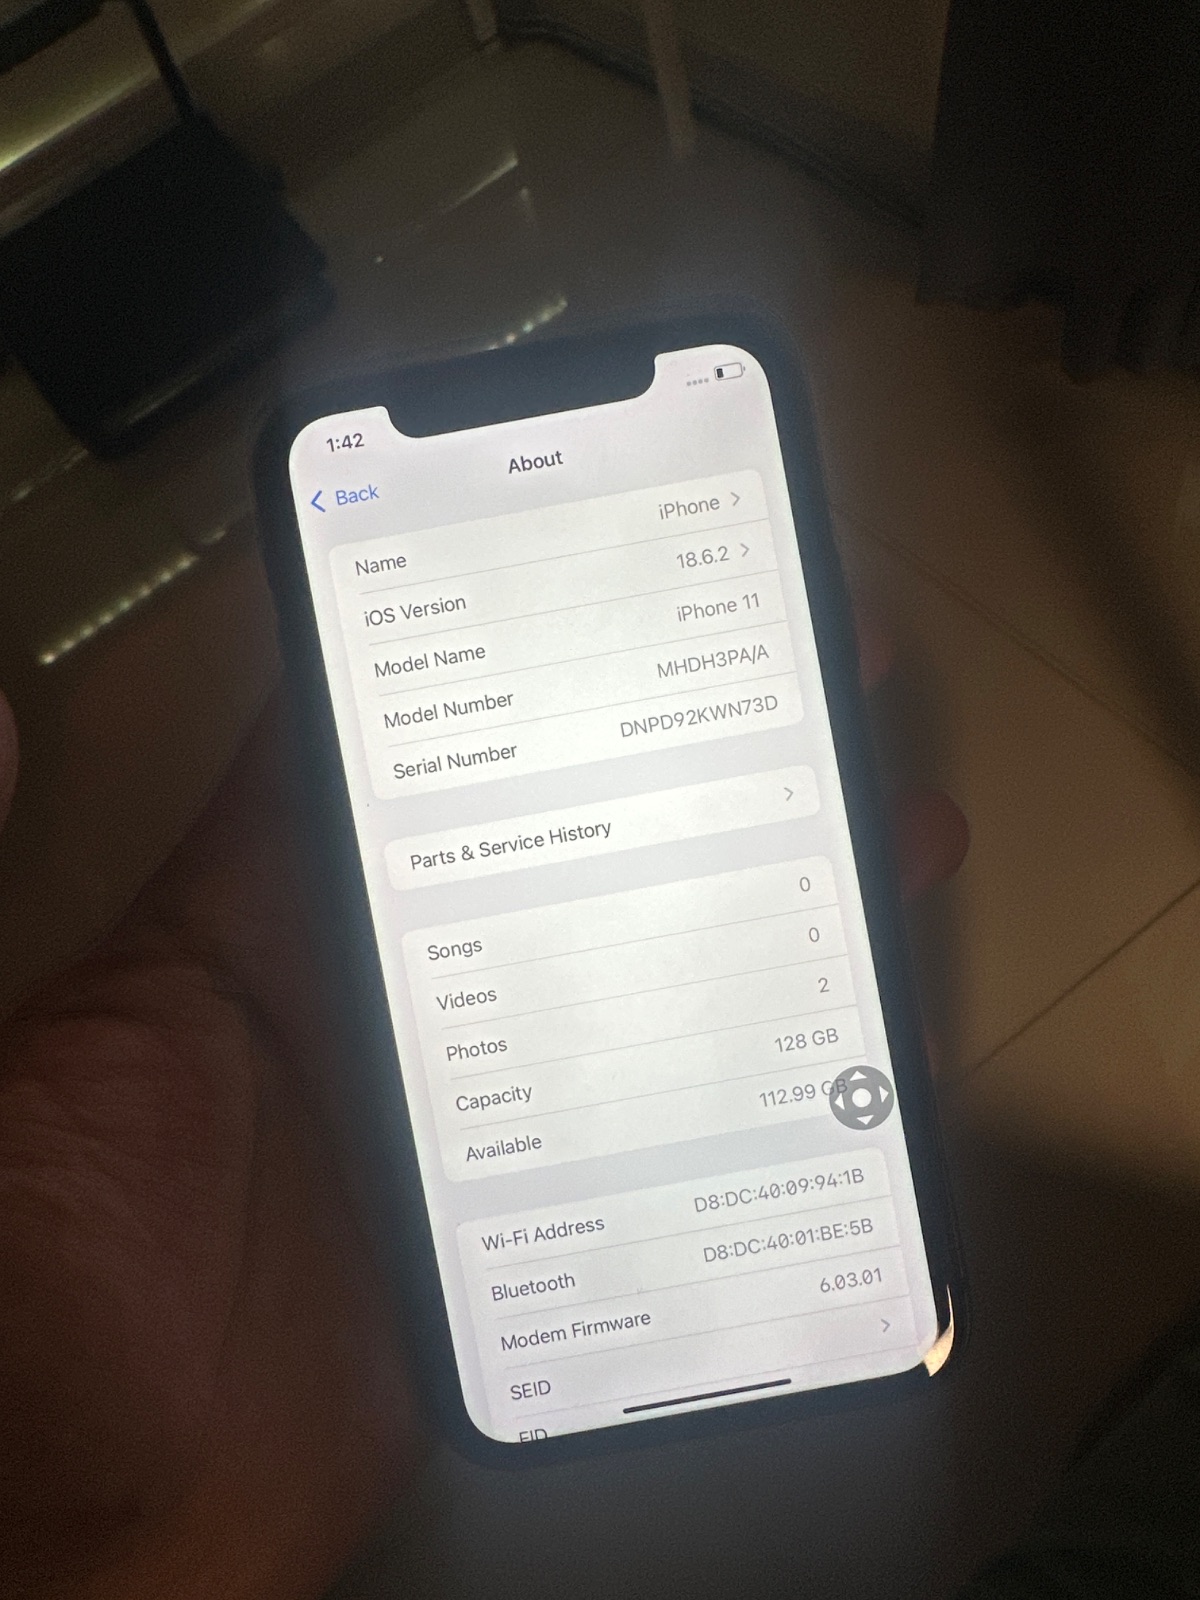 1:42
About
Back
Name iPhone
iOS Version 18.6.2
Model Name iPhone 11
Model Number MHDH3PA/A
Serial Number DNPD92KWN73D
Parts & Service History
Songs 0
Videos 0
Photos 2
Capacity 128 GB
Available 112.99 GB
Wi-Fi Address D8:DC:40:09:94:1B
Bluetooth D8:DC:40:01:BE:5B
Modem Firmware 6.03.01
SEID
EID